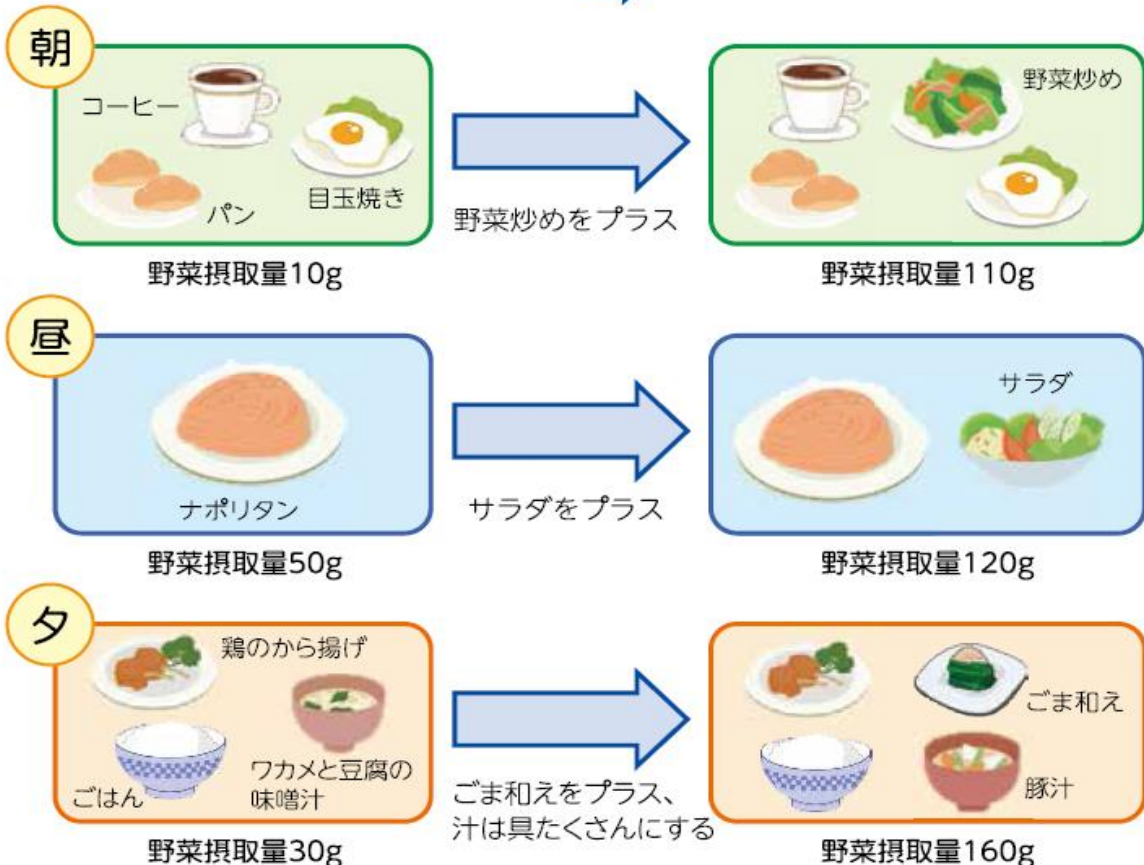 朝
コーヒー
パン
目玉焼き
野菜摂取量10g
野菜炒めをプラス
野菜炒め
野菜摂取量110g
昼
ナポリタン
野菜摂取量50g
サラダをプラス
サラダ
野菜摂取量120g
夕
鶏のから揚げ
ごはん
ワカメと豆腐の
味噌汁
野菜摂取量30g
ごま和えをプラス、
汁は具たくさんにする
ごま和え
豚汁
野菜摂取量160g